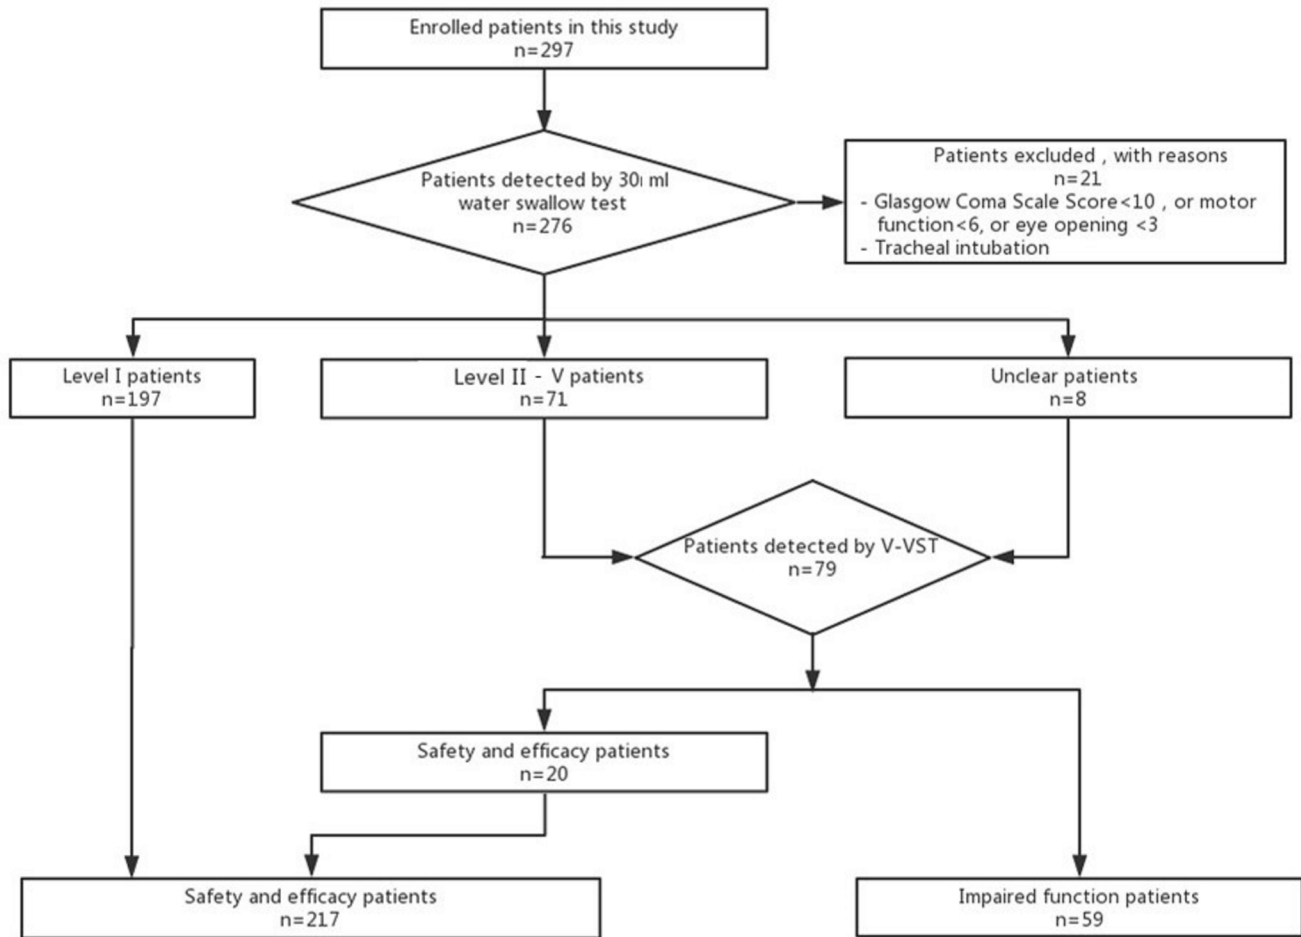 Enrolled patients in this study
n=297
Patients detected by 30 ml
water swallow test
n=276
Patients excluded , with reasons
n=21
- Glasgow Coma Scale Score<10 , or motor
function<6, or eye opening <3
- Tracheal intubation
Level I patients
n=197
Level II - V patients
n=71
Unclear patients
n=8
Patients detected by V-VST
n=79
Safety and efficacy patients
n=20
Safety and efficacy patients
n=217
Impaired function patients
n=59